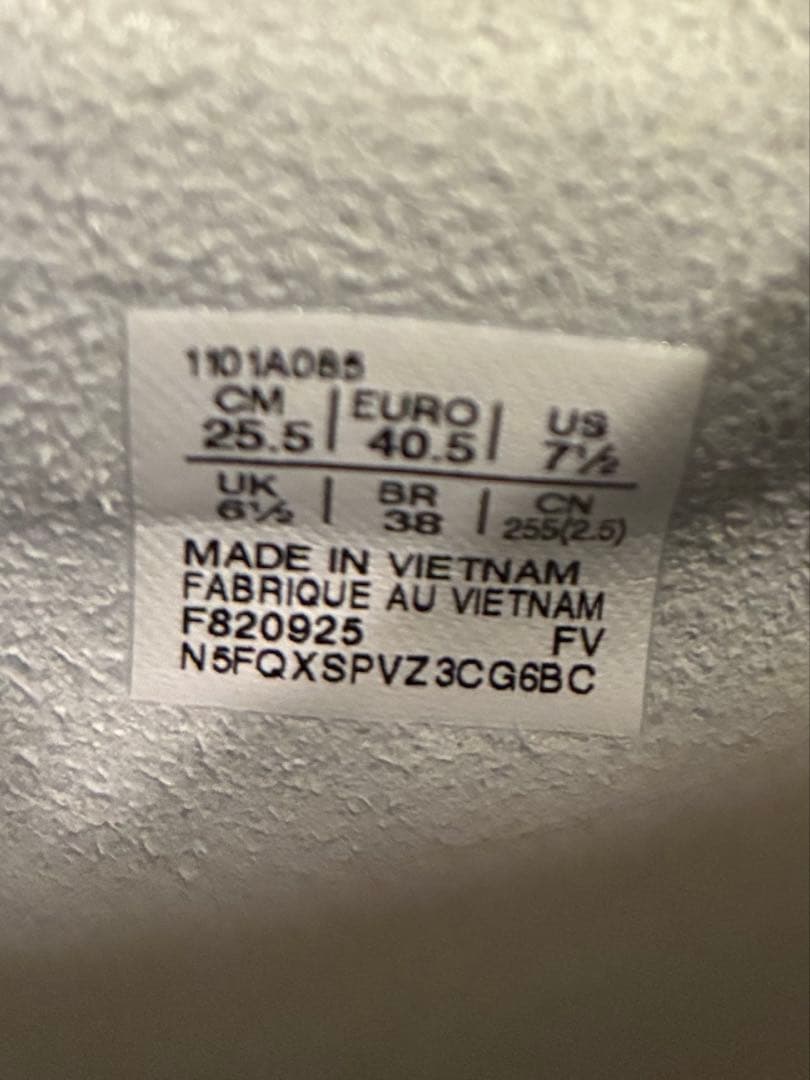 1101A085
CM | EURO | US
25.5 | 40.5 | 7½
UK | BR | CN
6½ | 38 | 255(2.5)
MADE IN VIETNAM
FABRIQUE AU VIETNAM
F820925 FV
N5FQXSPVZ3CG6BC